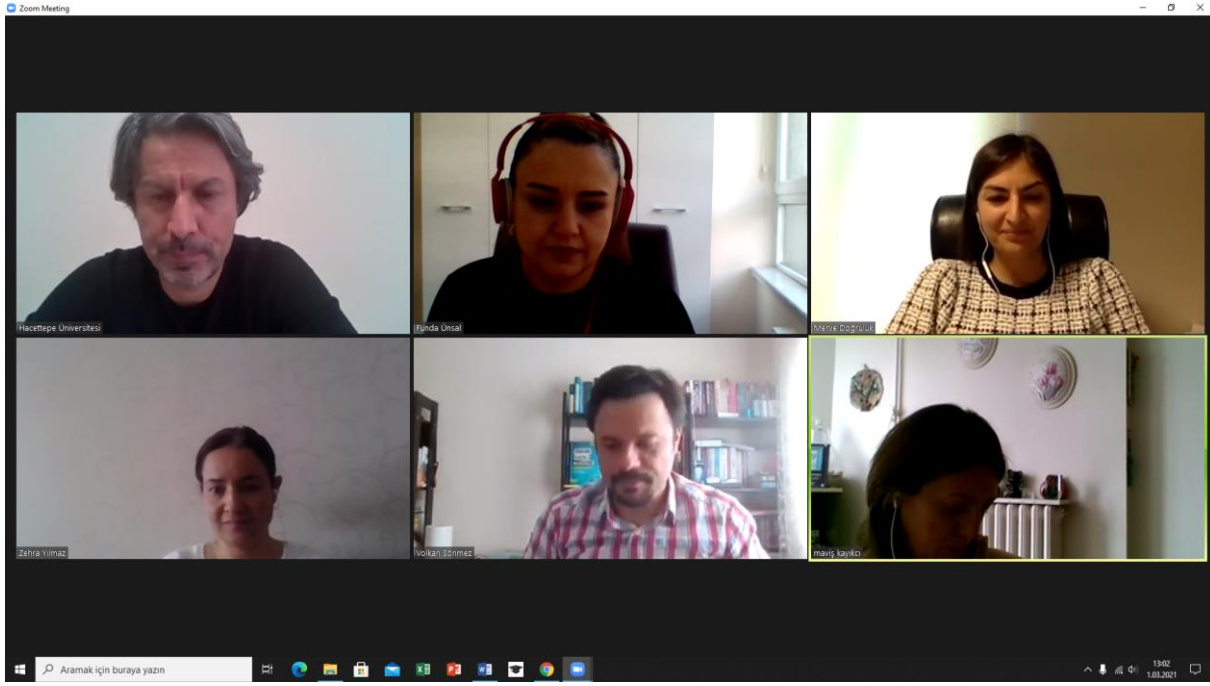 Zoom Meeting
Hacettepe Üniversitesi
Funda Ünsal
Merve Doğruluk
Zehra Yılmaz
Volkan Sönmez
maviş kayıkcı
Aramak için buraya yazın
13:02
1.03.2021